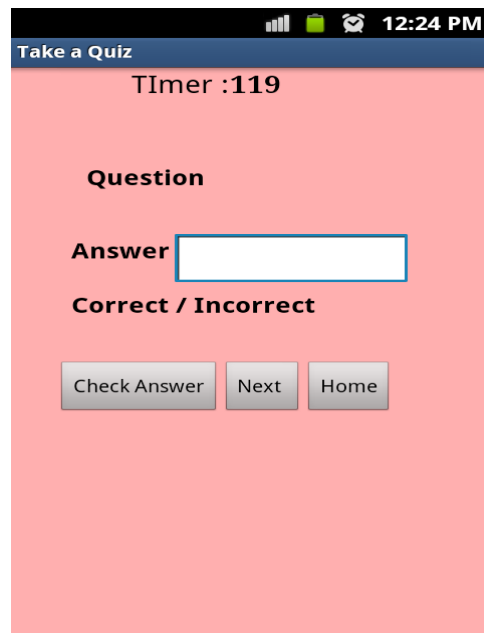 12:24 PM
Take a Quiz
TImer :119
Question
Answer
Correct / Incorrect
Check Answer Next Home